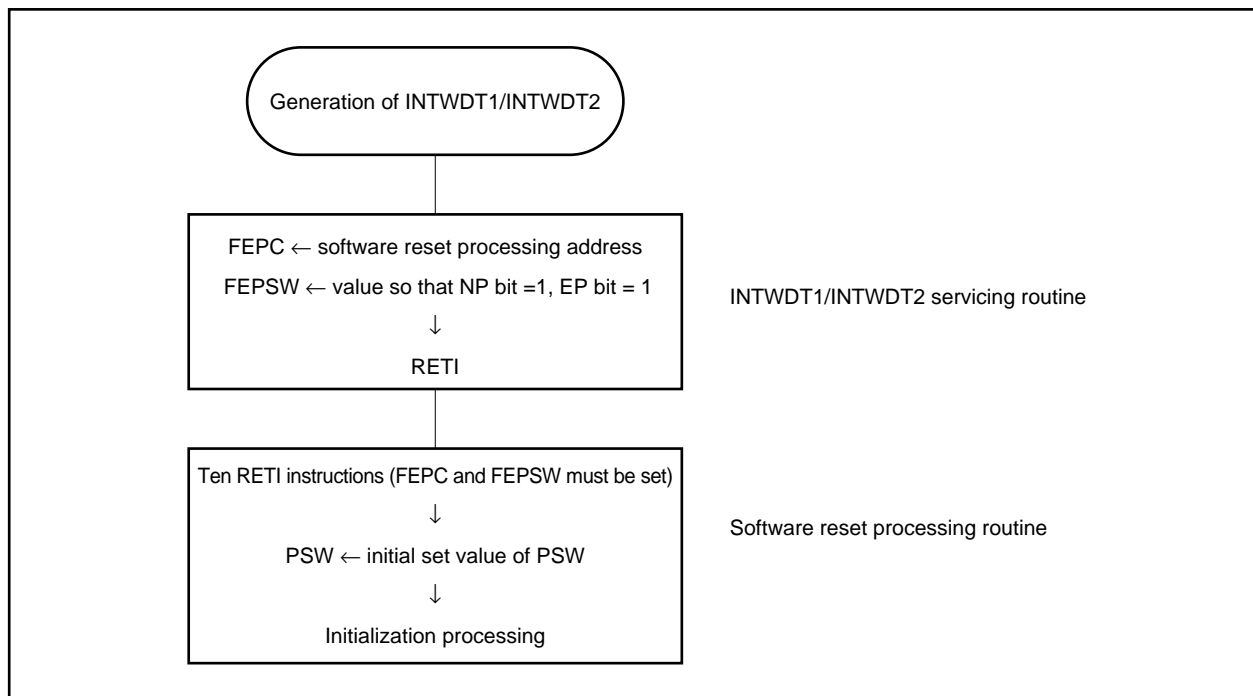 Generation of INTWDT1/INTWDT2
FEPC ← software reset processing address
FEPSW ← value so that NP bit =1, EP bit = 1
↓
RETI
INTWDT1/INTWDT2 servicing routine
Ten RETI instructions (FEPC and FEPSW must be set)
↓
PSW ← initial set value of PSW
↓
Initialization processing
Software reset processing routine